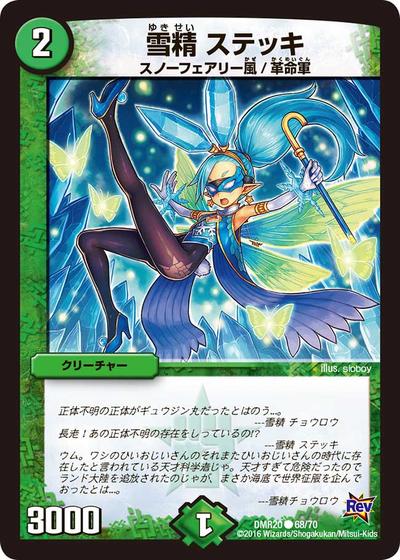 2
ゆきせい
雪精 ステッキ
かぜ かくめいぐん
スノーフェアリー風 / 革命軍
クリーチャー
illus. sioboy
正体不明の正体がギュウジン丸だったとはのう…。
---雪精 チョウロウ
長走！あの正体不明の存在をしっているの!?
---雪精 ステッキ
ウム。ワシのひいおじいさんのそれまたひいおじいさんの時代に存
在したと言われている天才科学者じゃ。天才すぎて危険だったので
ランド大陸を追放されたのじゃが、まさか海底で世界征服を企んで
おったとは…。
---雪精 チョウロウ
3000
1
Rev
DMR20 ● 68/70
©2016 Wizards/Shogakukan/Mitsui-Kids